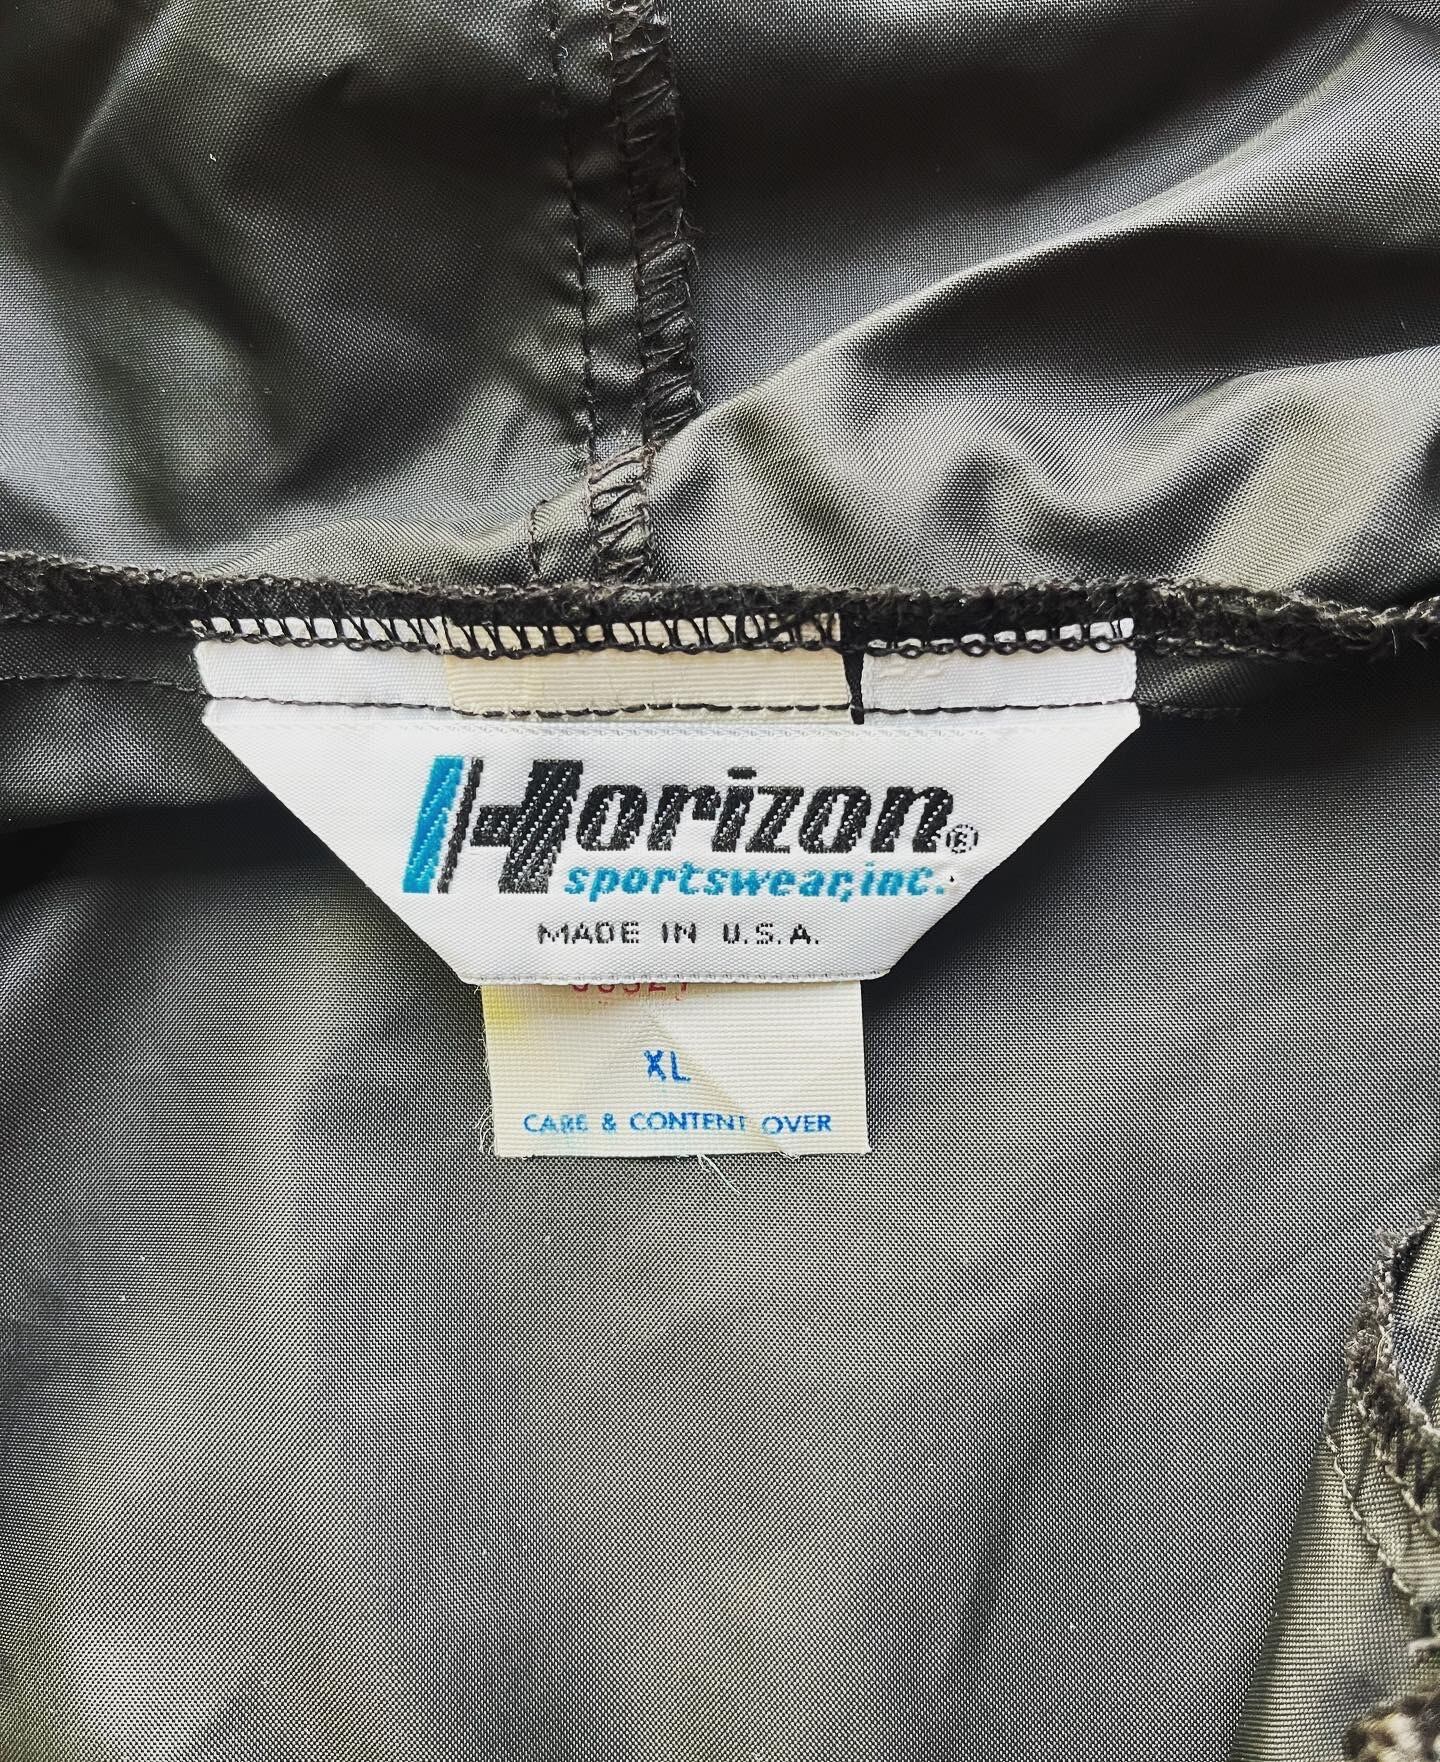 Horizon®
sportswear, inc.
MADE IN U.S.A.
XL
CARE & CONTENT OVER